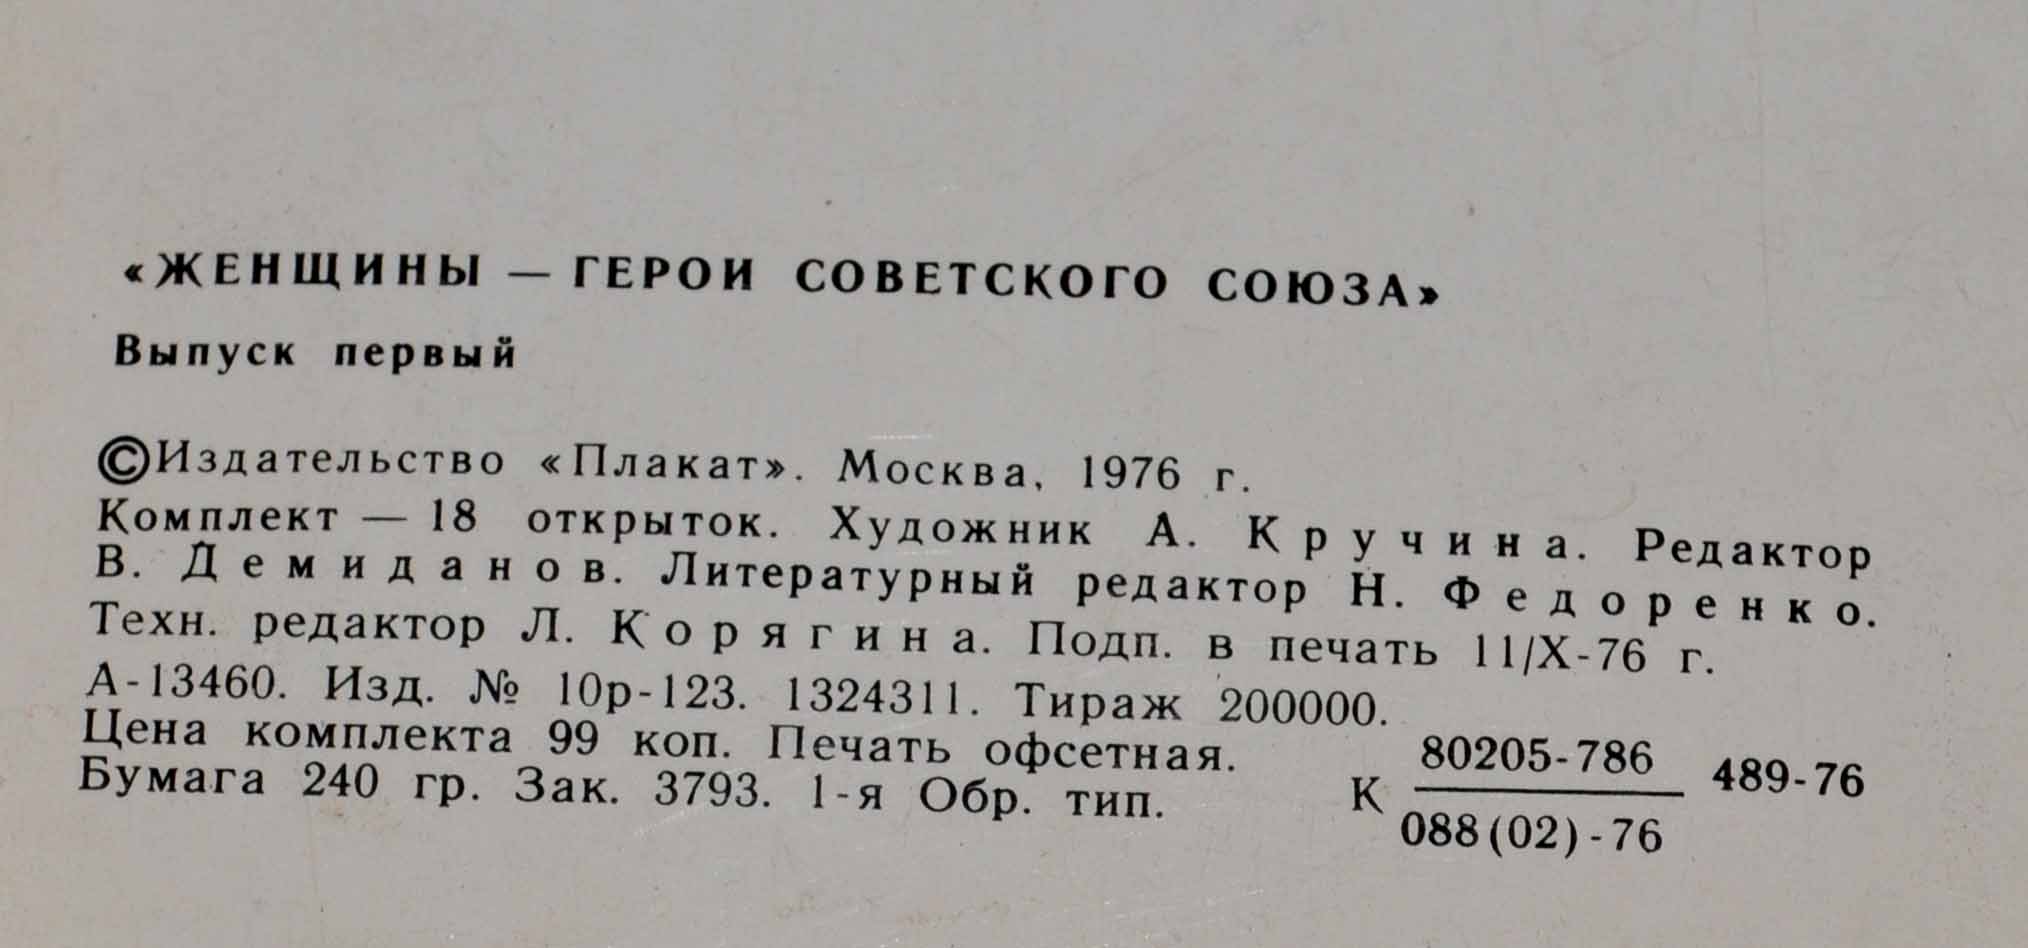 «ЖЕНЩИНЫ — ГЕРОИ СОВЕТСКОГО СОЮЗА»
Выпуск первый
©Издательство «Плакат». Москва, 1976 г.
Комплект — 18 открыток. Художник А. Кручина. Редактор
В. Демиданов. Литературный редактор Н. Федоренко.
Техн. редактор Л. Корягина. Подп. в печать 11/X-76 г.
А-13460. Изд. № 10р-123. 1324311. Тираж 200000.
Цена комплекта 99 коп. Печать офсетная.
Бумага 240 гр. Зак. 3793. 1-я Обр. тип.
80205-786
К 489-76
088(02)-76